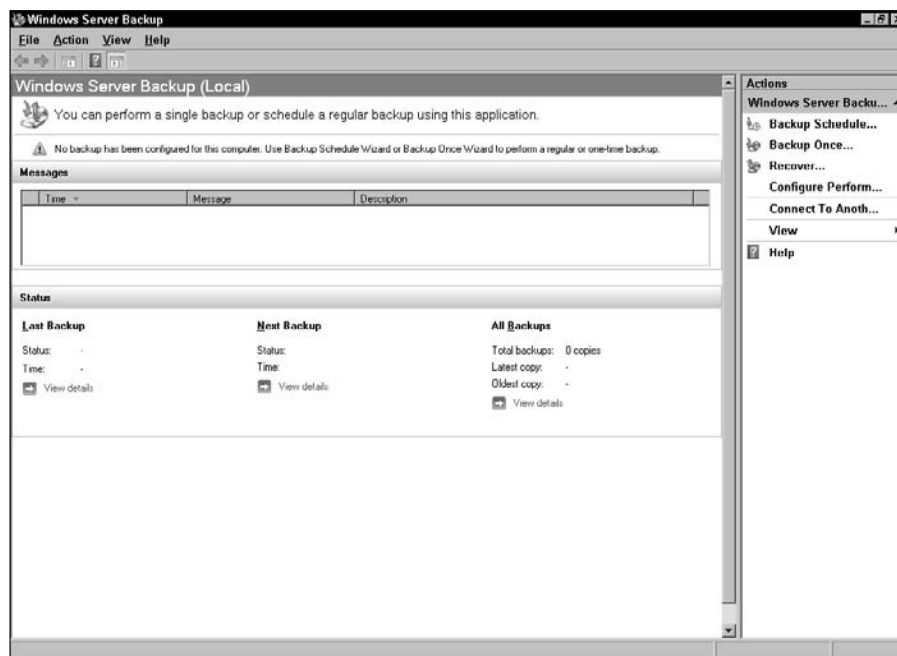 Windows Server Backup
File Action View Help
Windows Server Backup (Local)
You can perform a single backup or schedule a regular backup using this application.
No backup has been configured for this computer. Use Backup Schedule Wizard or Backup Once Wizard to perform a regular or one-time backup.
Messages
Time Message Description
Status
Last Backup
Status: -
Time: -
View details
Next Backup
Status:
Time:
View details
All Backups
Total backups: 0 copies
Latest copy: -
Oldest copy: -
View details
Actions
Windows Server Backu...
Backup Schedule...
Backup Once...
Recover...
Configure Perform...
Connect To Anoth...
View
Help